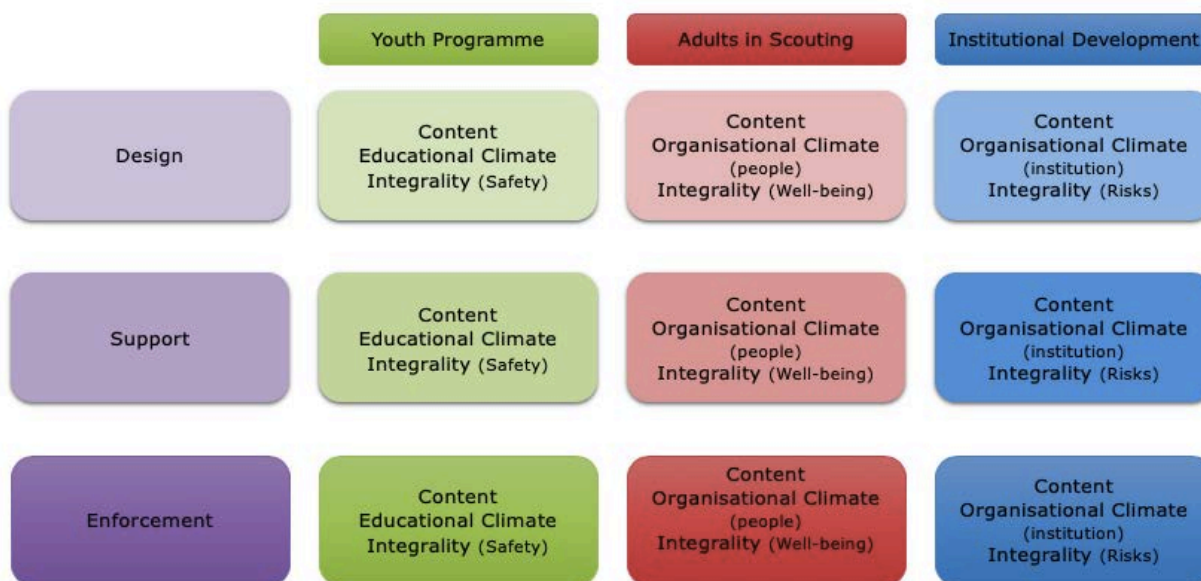 Youth Programme
Adults in Scouting
Institutional Development
Design
Content
Educational Climate
Integrality (Safety)
Content
Organisational Climate
(people)
Integrality (Well-being)
Content
Organisational Climate
(institution)
Integrality (Risks)
Support
Content
Educational Climate
Integrality (Safety)
Content
Organisational Climate
(people)
Integrality (Well-being)
Content
Organisational Climate
(institution)
Integrality (Risks)
Enforcement
Content
Educational Climate
Integrality (Safety)
Content
Organisational Climate
(people)
Integrality (Well-being)
Content
Organisational Climate
(institution)
Integrality (Risks)